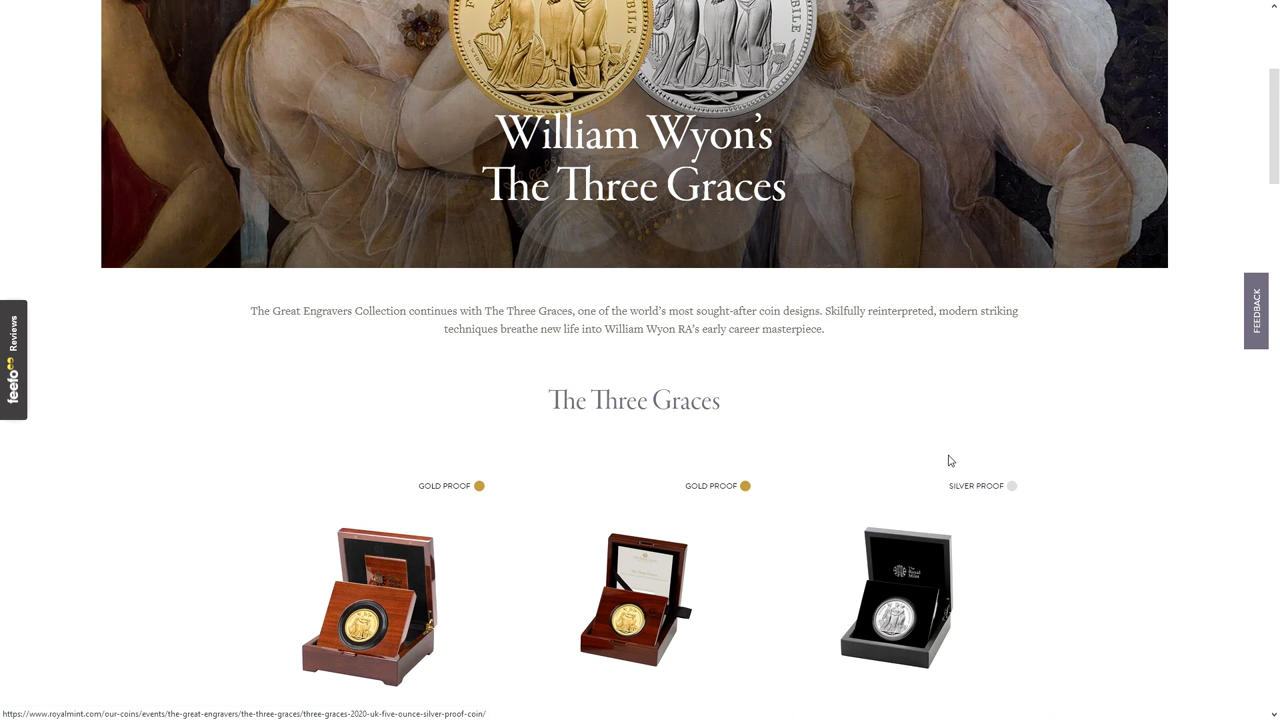 William Wyon's
The Three Graces
The Great Engravers Collection continues with The Three Graces, one of the world's most sought-after coin designs. Skilfully reinterpreted, modern striking
techniques breathe new life into William Wyon RA's early career masterpiece.
The Three Graces
GOLD PROOF
GOLD PROOF
SILVER PROOF
The
Royal
Mint
Reviews
feefo
FEEDBACK
https://www.royalmint.com/our-coins/events/the-great-engravers/the-three-graces/three-graces-2020-uk-five-ounce-silver-proof-coin/